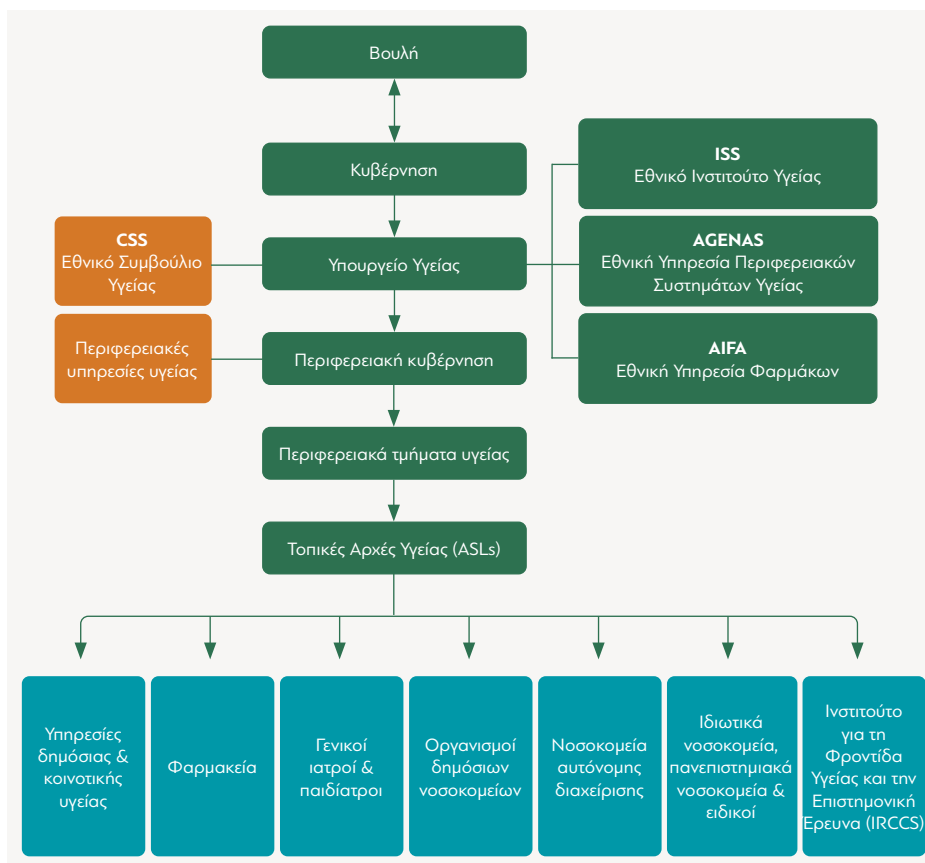 Βουλή
Κυβέρνηση
ISS
Εθνικό Ινστιτούτο Υγείας
CSS
Εθνικό Συμβούλιο
Υγείας
Υπουργείο Υγείας
AGENAS
Εθνική Υπηρεσία Περιφερειακών
Συστημάτων Υγείας
Περιφερειακές
υπηρεσίες υγείας
Περιφερειακή κυβέρνηση
AIFA
Εθνική Υπηρεσία Φαρμάκων
Περιφερειακά τμήματα υγείας
Τοπικές Αρχές Υγείας (ASLs)
Υπηρεσίες
δημόσιας &
κοινοτικής
υγείας
Φαρμακεία
Γενικοί
ιατροί &
παιδίατροι
Οργανισμοί
δημόσιων
νοσοκομείων
Νοσοκομεία
αυτόνομης
διαχείρισης
Ιδιωτικά
νοσοκομεία,
πανεπιστημιακά
νοσοκομεία &
ειδικοί
Ινστιτούτο
για τη
Φροντίδα
Υγείας και την
Επιστημονική
Έρευνα (IRCCS)